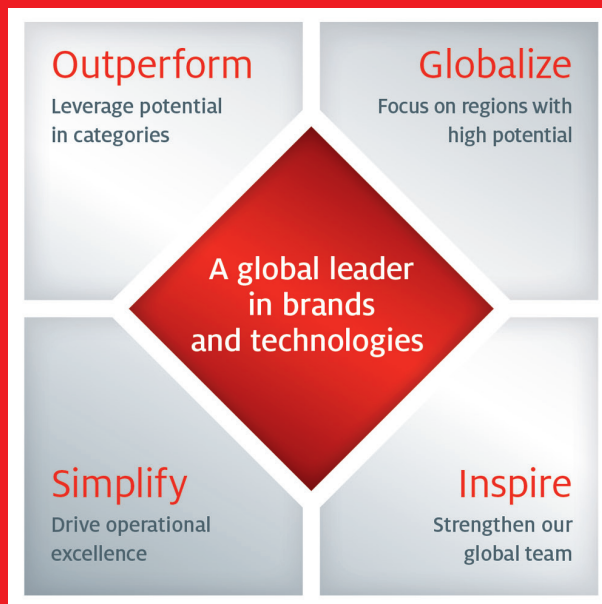 Outperform
Leverage potential
in categories
Globalize
Focus on regions with
high potential
A global leader
in brands
and technologies
Simplify
Drive operational
excellence
Inspire
Strengthen our
global team